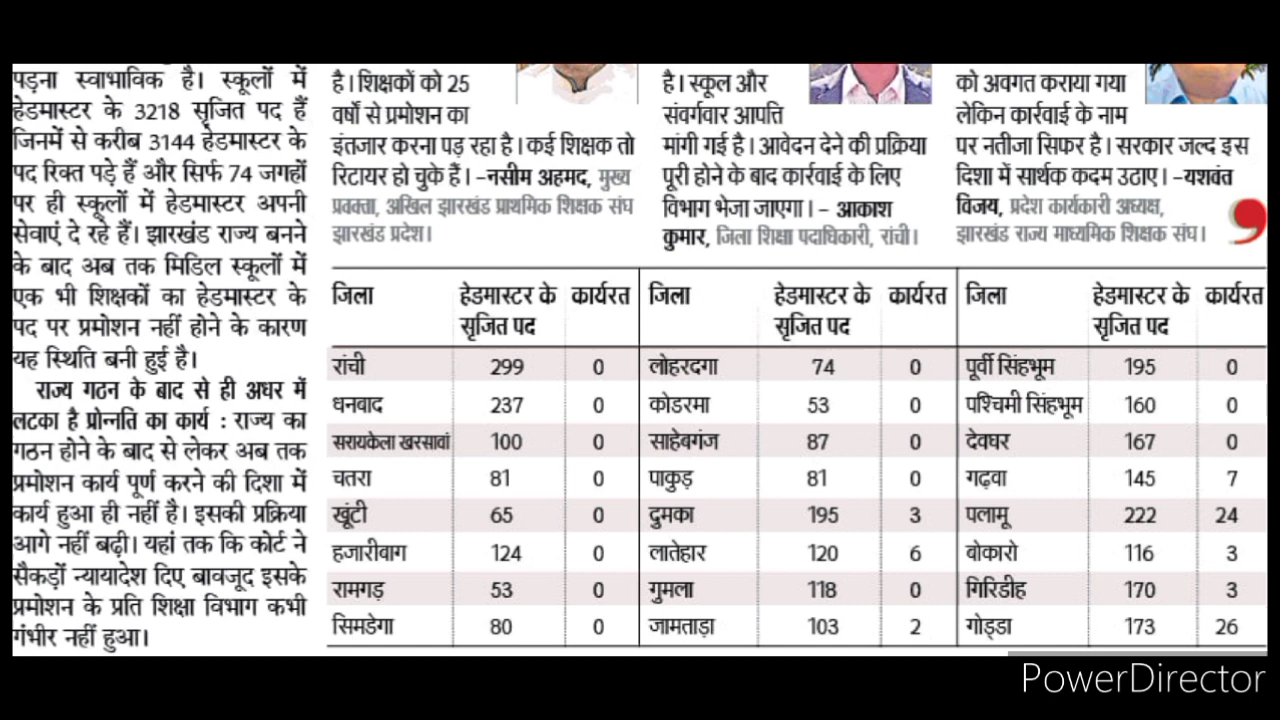 पड़ना स्वाभाविक है। स्कूलों में
हेडमास्टर के 3218 सृजित पद हैं
जिनमें से करीब 3144 हेडमास्टर के
पद रिक्त पड़े हैं और सिर्फ 74 जगहों
पर ही स्कूलों में हेडमास्टर अपनी
सेवाएं दे रहे हैं। झारखंड राज्य बनने
के बाद अब तक मिडिल स्कूलों में
एक भी शिक्षकों का हेडमास्टर के
पद पर प्रमोशन नहीं होने के कारण
यह स्थिति बनी हुई है।
राज्य गठन के बाद से ही अधर में
लटका है प्रोन्नति का कार्य : राज्य का
गठन होने के बाद से लेकर अब तक
प्रमोशन कार्य पूर्ण करने की दिशा में
कार्य हुआ ही नहीं है। इसकी प्रक्रिया
आगे नहीं बढ़ी। यहां तक कि कोर्ट ने
सैकड़ों न्यायादेश दिए बावजूद इसके
प्रमोशन के प्रति शिक्षा विभाग कभी
गंभीर नहीं हुआ।
है। शिक्षकों को 25
वर्षों से प्रमोशन का
इंतजार करना पड़ रहा है। कई शिक्षक तो
रिटायर हो चुके हैं। –नसीम अहमद, मुख्य
प्रवक्ता, अखिल झारखंड प्राथमिक शिक्षक संघ
झारखंड प्रदेश।
है। स्कूल और
संवर्गवार आपत्ति
मांगी गई है। आवेदन देने की प्रक्रिया
पूरी होने के बाद कार्रवाई के लिए
विभाग भेजा जाएगा। – आकाश
कुमार, जिला शिक्षा पदाधिकारी, रांची।
को अवगत कराया गया
लेकिन कार्रवाई के नाम
पर नतीजा सिफर है। सरकार जल्द इस
दिशा में सार्थक कदम उठाए। –यशवंत
विजय, प्रदेश कार्यकारी अध्यक्ष,
झारखंड राज्य माध्यमिक शिक्षक संघ।
जिला हेडमास्टर के सृजित पद कार्यरत जिला हेडमास्टर के सृजित पद कार्यरत जिला हेडमास्टर के सृजित पद कार्यरत
रांची 299 0 लोहरदगा 74 0 पूर्वी सिंहभूम 195 0
धनबाद 237 0 कोडरमा 53 0 पश्चिमी सिंहभूम 160 0
सरायकेला खरसावां 100 0 साहेबगंज 87 0 देवघर 167 0
चतरा 81 0 पाकुड़ 81 0 गढ़वा 145 7
खूंटी 65 0 दुमका 195 3 पलामू 222 24
हजारीबाग 124 0 लातेहार 120 6 बोकारो 116 3
रामगड़ 53 0 गुमला 118 0 गिरिडीह 170 3
सिमडेगा 80 0 जामताड़ा 103 2 गोड्डा 173 26
PowerDirector